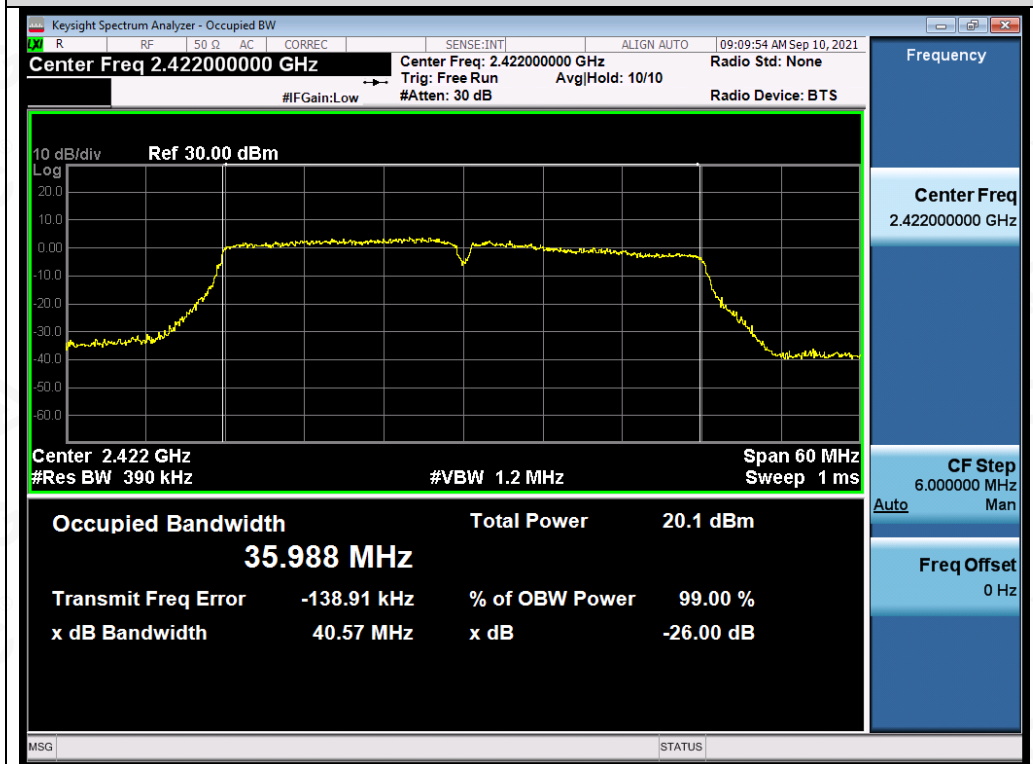 Keysight Spectrum Analyzer - Occupied BW
LXI R RF 50 Ω AC CORREC SENSE:INT ALIGN AUTO 09:09:54 AM Sep 10, 2021
Center Freq 2.422000000 GHz
Center Freq: 2.422000000 GHz Radio Std: None
Trig: Free Run Avg|Hold: 10/10
#IFGain:Low #Atten: 30 dB Radio Device: BTS
10 dB/div Ref 30.00 dBm
Log
20.0
10.0
0.00
-10.0
-20.0
-30.0
-40.0
-50.0
-60.0
Center 2.422 GHz Span 60 MHz
#Res BW 390 kHz #VBW 1.2 MHz Sweep 1 ms
Occupied Bandwidth Total Power 20.1 dBm
35.988 MHz
Transmit Freq Error -138.91 kHz % of OBW Power 99.00 %
x dB Bandwidth 40.57 MHz x dB -26.00 dB
Frequency
Center Freq
2.422000000 GHz
CF Step
6.000000 MHz
Auto Man
Freq Offset
0 Hz
MSG STATUS